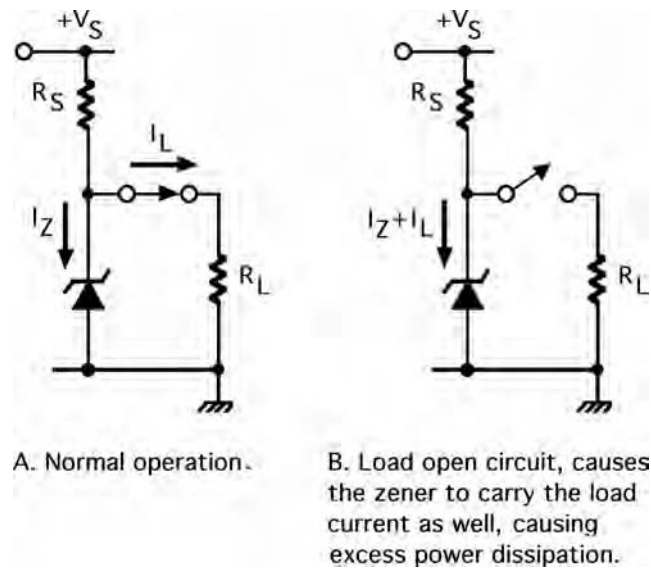 +VS
RS
IL
IZ
RL
A. Normal operation.
+VS
RS
IZ+IL
RL
B. Load open circuit, causes
the zener to carry the load
current as well, causing
excess power dissipation.